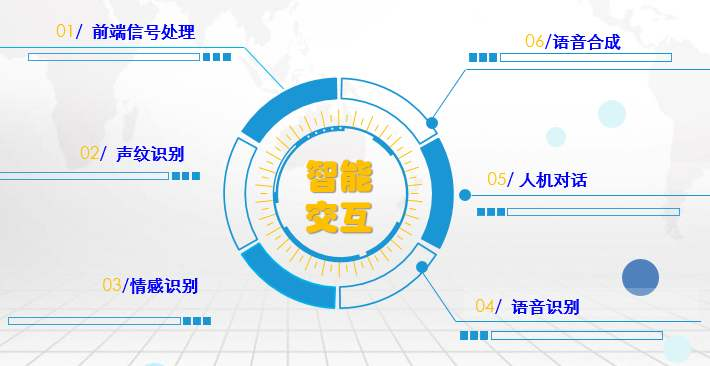 01/ 前端信号处理
02/ 声纹识别
03/情感识别
智能
交互
06/语音合成
05/ 人机对话
04/ 语音识别